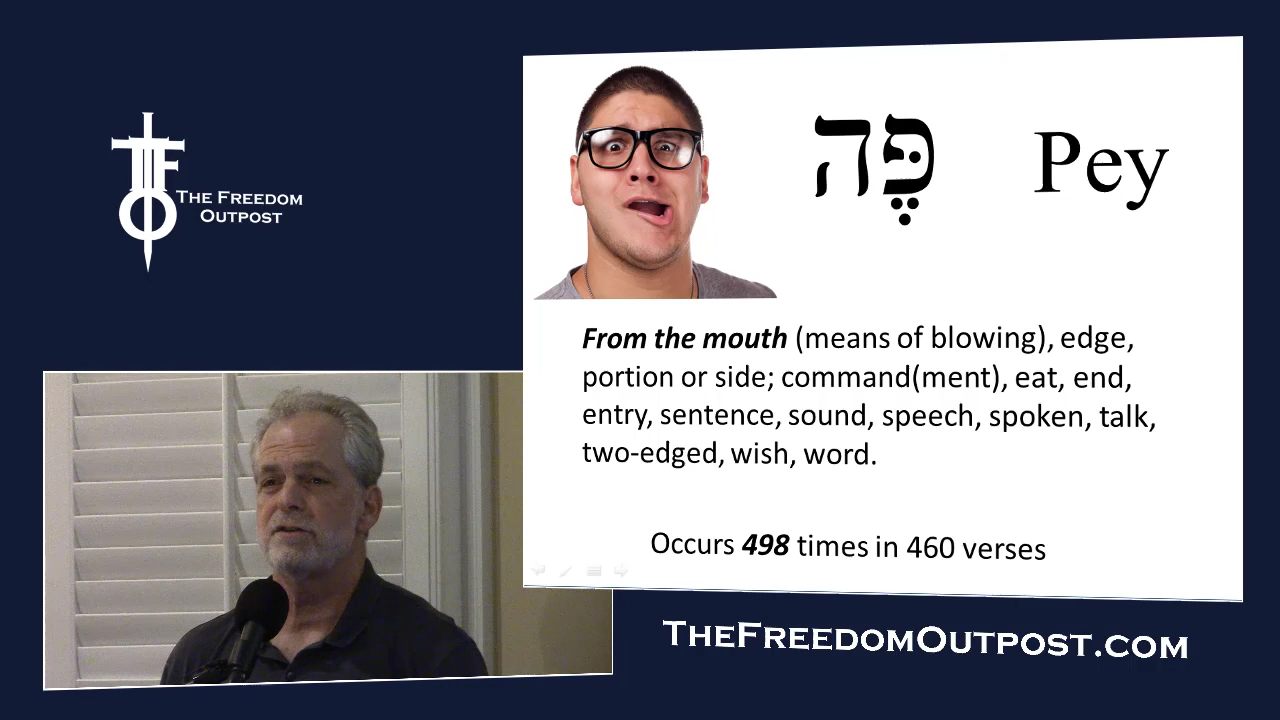 THE FREEDOM
OUTPOST
פֶּה Pey
From the mouth (means of blowing), edge,
portion or side; command(ment), eat, end,
entry, sentence, sound, speech, spoken, talk,
two-edged, wish, word.
Occurs 498 times in 460 verses
THEFREEDOMOUTPOST.COM